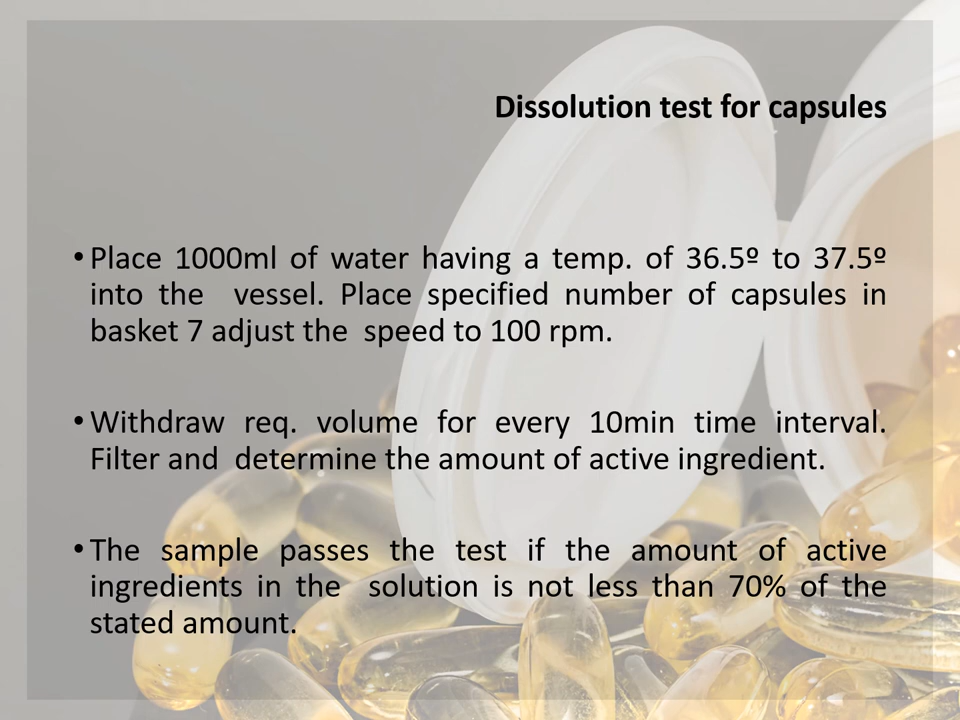 Dissolution test for capsules
• Place 1000ml of water having a temp. of 36.5º to 37.5º
into the vessel. Place specified number of capsules in
basket 7 adjust the speed to 100 rpm.
• Withdraw req. volume for every 10min time interval.
Filter and determine the amount of active ingredient.
• The sample passes the test if the amount of active
ingredients in the solution is not less than 70% of the
stated amount.